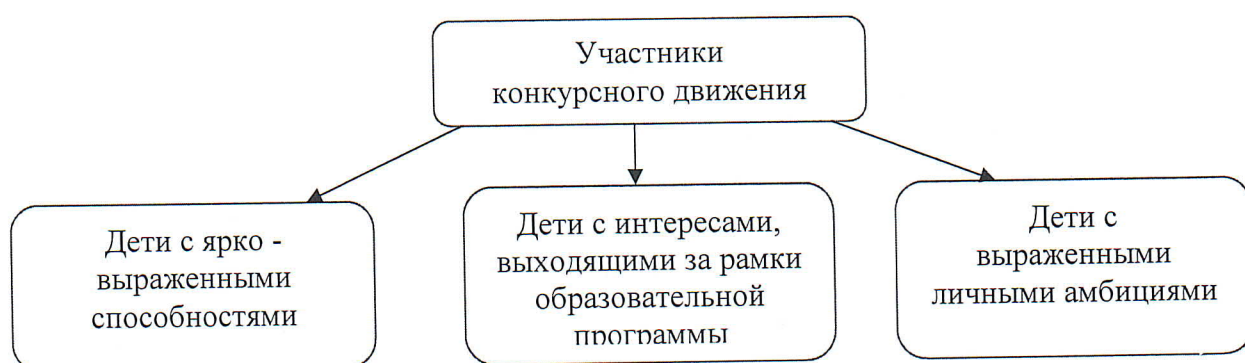 Участники
конкурсного движения
Дети с ярко -
выраженными
способностями
Дети с интересами,
выходящими за рамки
образовательной
программы
Дети с
выраженными
личными амбициями